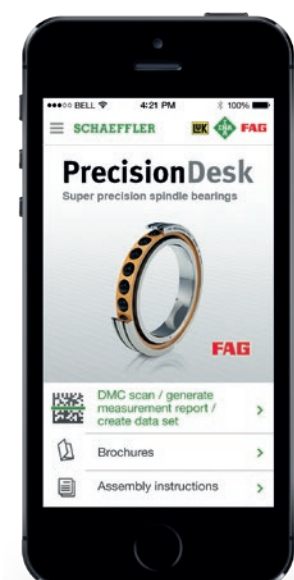 BELL 4:21 PM 100%
SCHAEFFLER LUK INA FAG
PrecisionDesk
Super precision spindle bearings
FAG
DMC scan / generate
measurement report /
create data set
Brochures
Assembly instructions